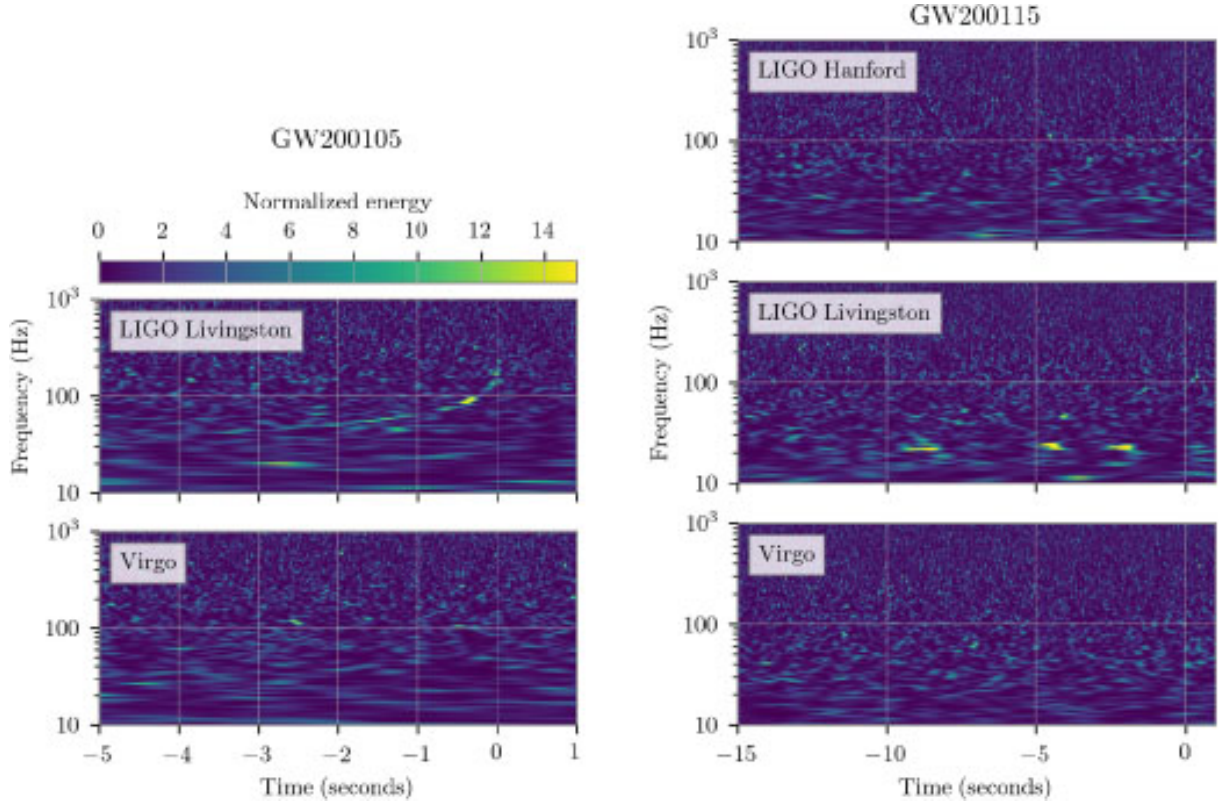 GW200105
Normalized energy
0 2 4 6 8 10 12 14
10³
LIGO Livingston
100
10
Frequency (Hz)
10³
Virgo
100
10
−5 −4 −3 −2 −1 0 1
Time (seconds)
GW200115
10³
LIGO Hanford
100
10
10³
LIGO Livingston
100
10
Frequency (Hz)
10³
Virgo
100
10
−15 −10 −5 0
Time (seconds)